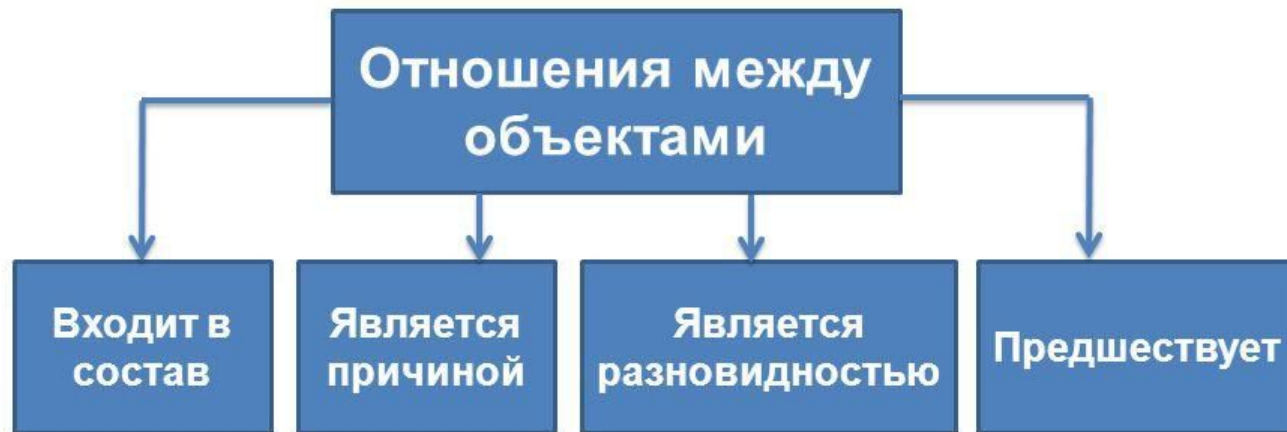 Отношения между
объектами
Входит в
состав
Является
причиной
Является
разновидностью
Предшествует